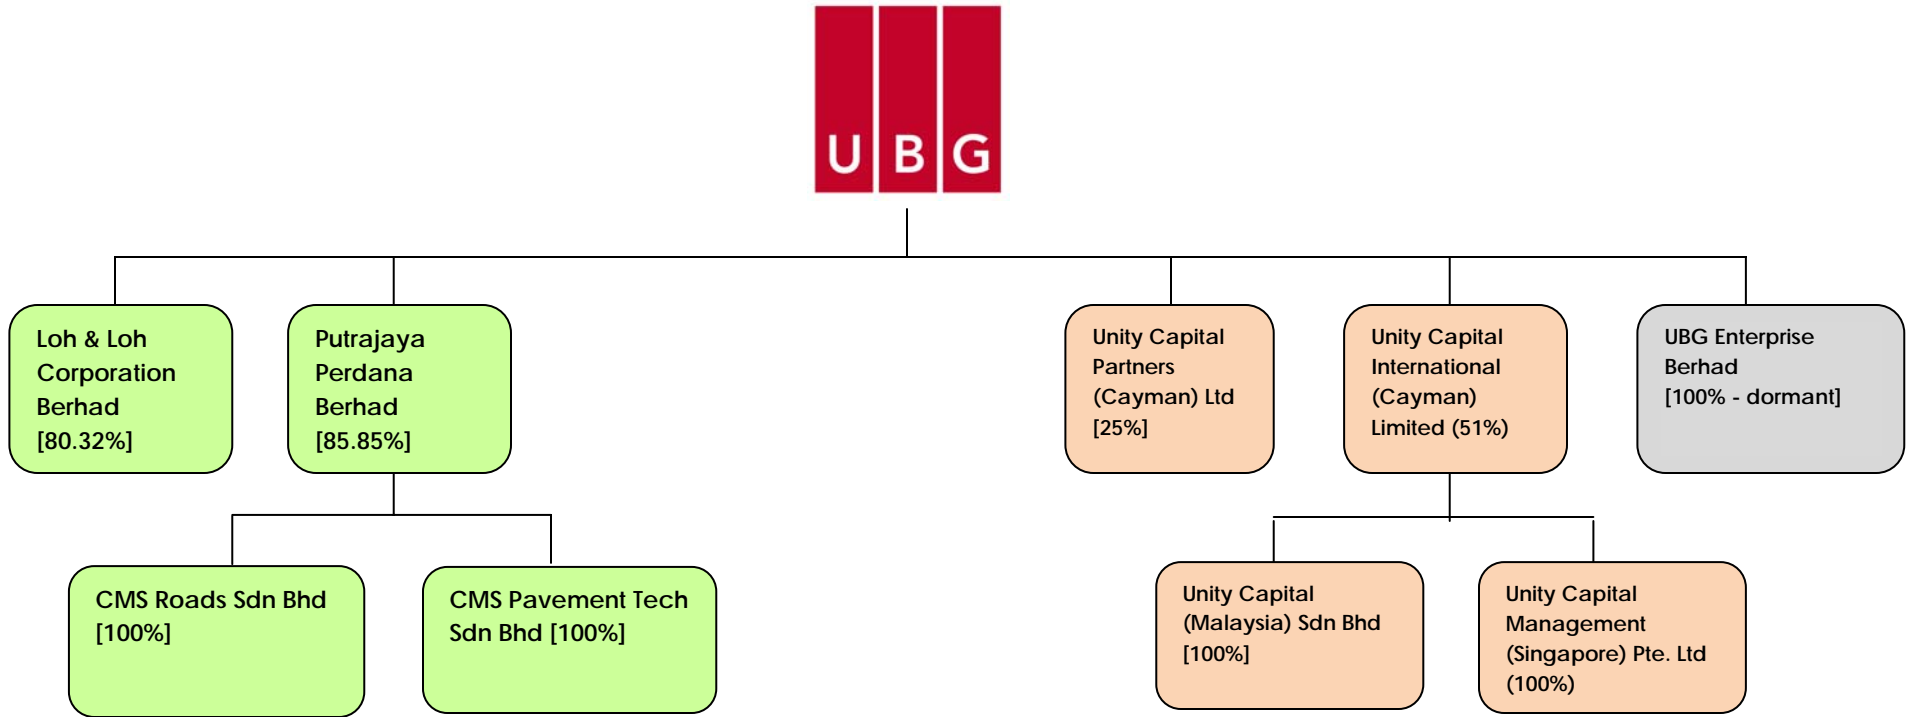 U B G
Loh & Loh
Corporation
Berhad
[80.32%]
Putrajaya
Perdana
Berhad
[85.85%]
Unity Capital
Partners
(Cayman) Ltd
[25%]
Unity Capital
International
(Cayman)
Limited (51%)
UBG Enterprise
Berhad
[100% - dormant]
CMS Roads Sdn Bhd
[100%]
CMS Pavement Tech
Sdn Bhd [100%]
Unity Capital
(Malaysia) Sdn Bhd
[100%]
Unity Capital
Management
(Singapore) Pte. Ltd
(100%)